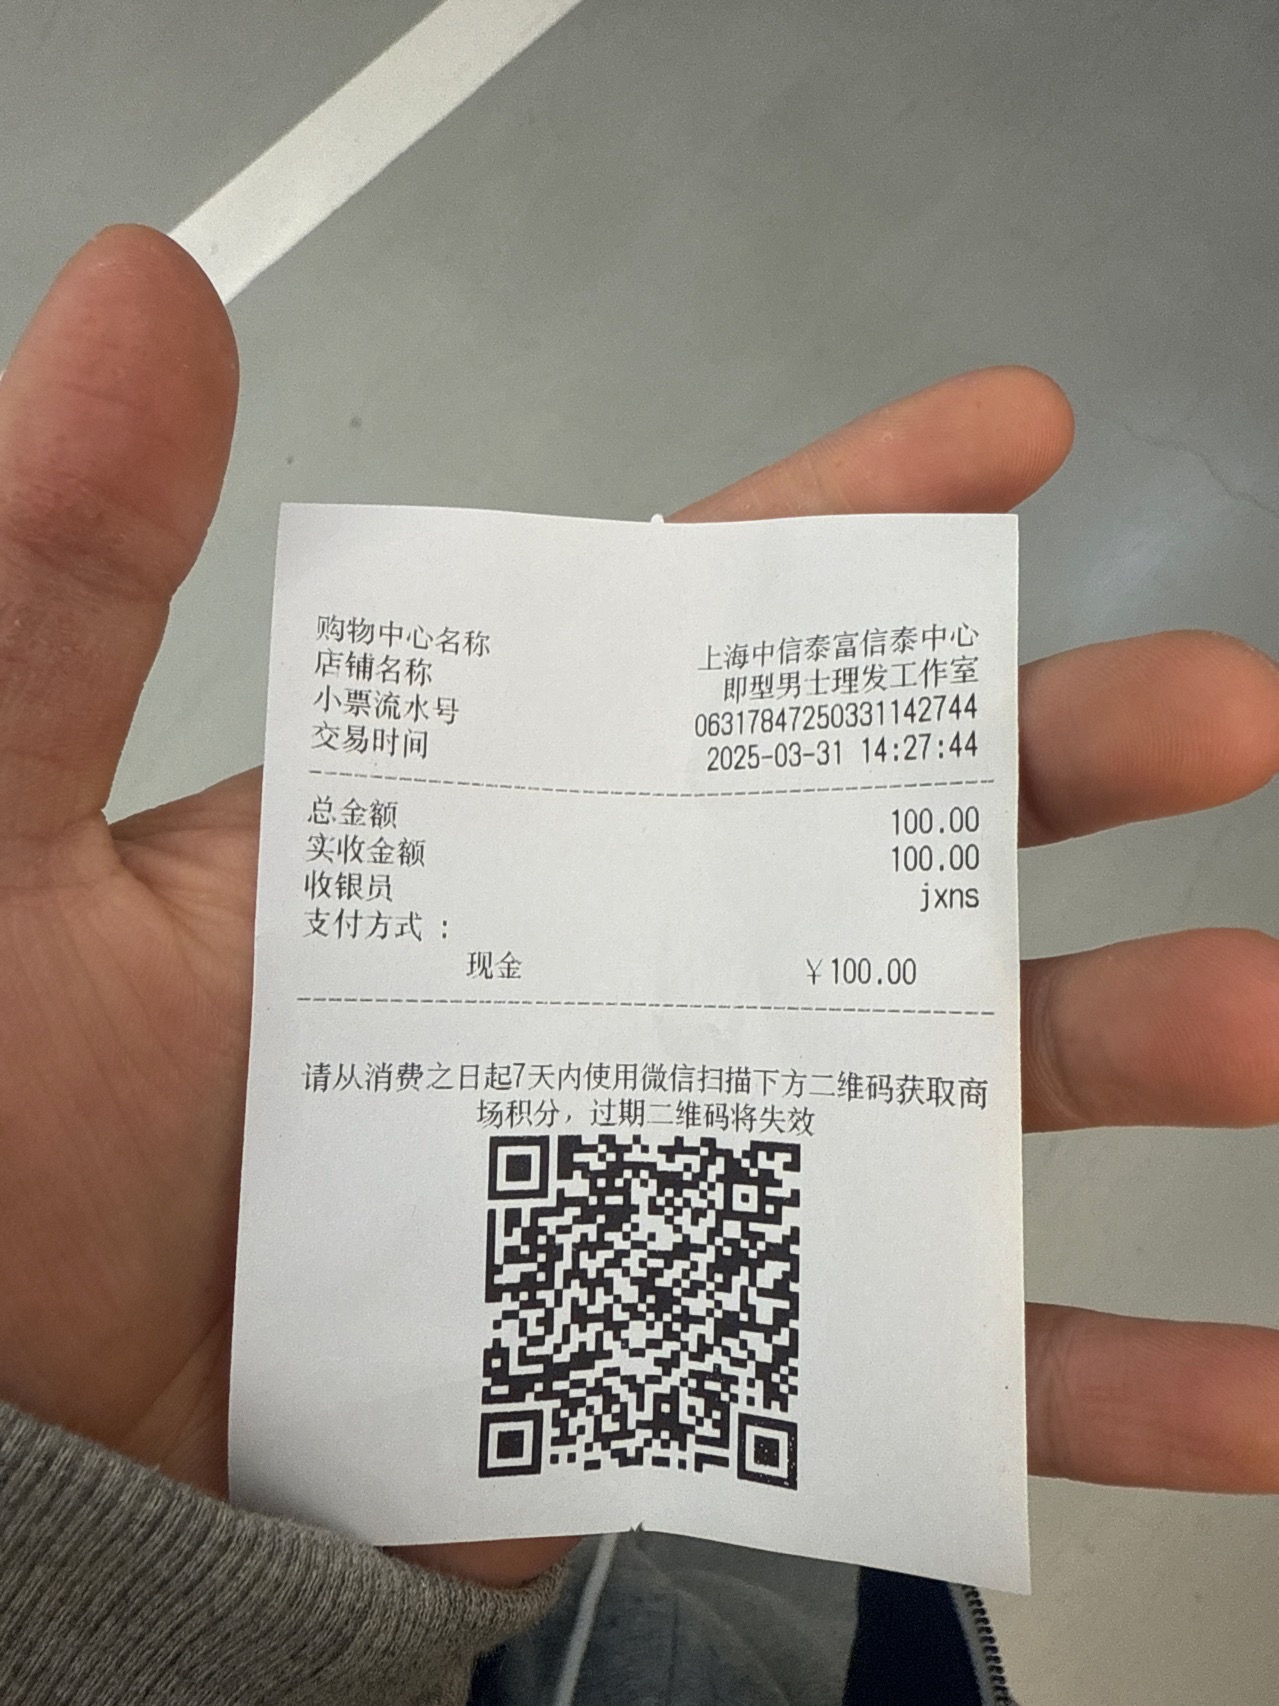 购物中心名称 上海中信泰富信泰中心
店铺名称 即型男士理发工作室
小票流水号 06317847250331142744
交易时间 2025-03-31 14:27:44
总金额 100.00
实收金额 100.00
收银员 jxns
支付方式 :
现金 ¥100.00
请从消费之日起7天内使用微信扫描下方二维码获取商
场积分，过期二维码将失效